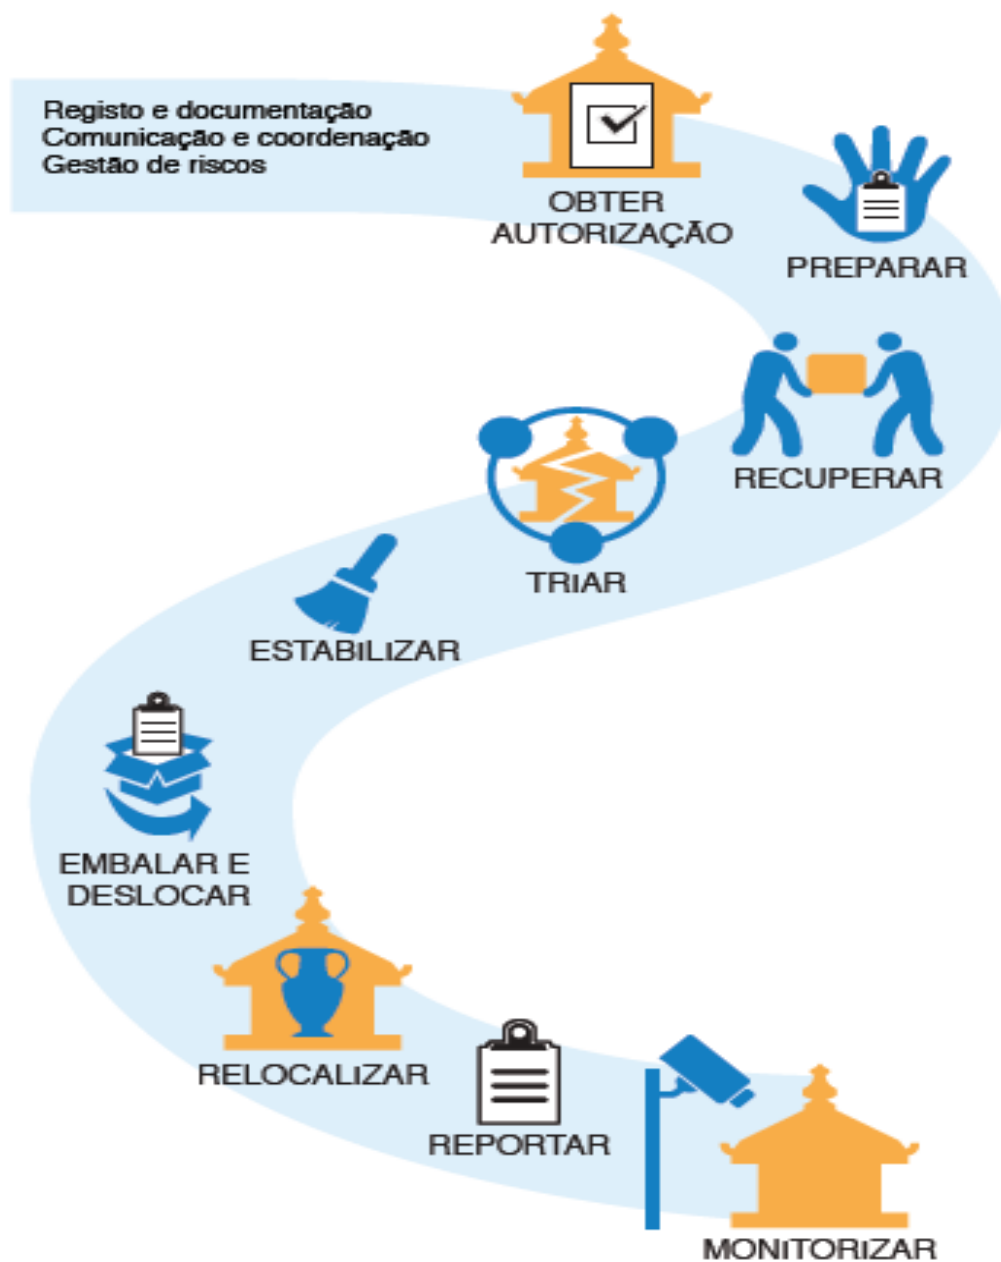 Registo e documentação
Comunicação e coordenação
Gestão de riscos
OBTER
AUTORIZAÇÃO
PREPARAR
RECUPERAR
TRIAR
ESTABILIZAR
EMBALAR E
DESLOCAR
RELOCALIZAR
REPORTAR
MONITORIZAR